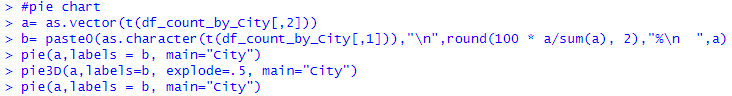 > #pie chart
> a= as.vector(t(df_count_by_City[,2]))
> b= paste0(as.character(t(df_count_by_City[,1])),"\n",round(100 * a/sum(a), 2),"%\n  ",a)
> pie(a,labels = b, main="City")
> pie3D(a,labels=b, explode=.5, main="City")
> pie(a,labels = b, main="City")